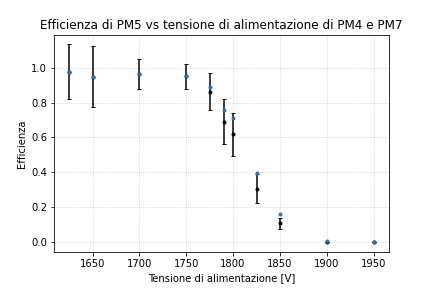 Efficienza di PM5 vs tensione di alimentazione di PM4 e PM7
1.0
0.8
0.6
0.4
0.2
0.0
Efficienza
1650 1700 1750 1800 1850 1900 1950
Tensione di alimentazione [V]